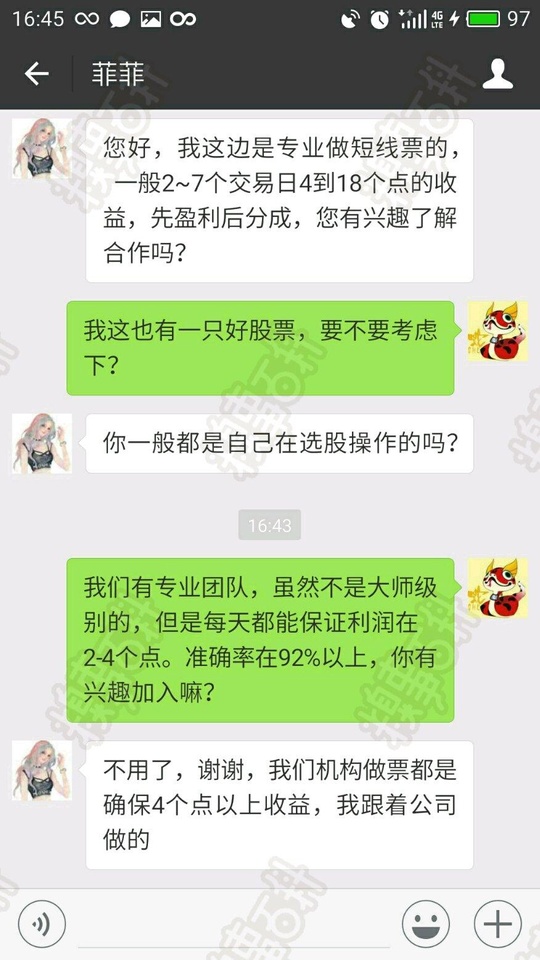 16:45
4G
LTE
97
菲菲
您好，我这边是专业做短线票的，
一般2~7个交易日4到18个点的收
益，先盈利后分成，您有兴趣了解
合作吗？
我这也有一只好股票，要不要考虑
下？
你一般都是自己在选股操作的吗？
16:43
我们有专业团队，虽然不是大师级
别的，但是每天都能保证利润在
2-4个点。准确率在92%以上，你有
兴趣加入嘛？
不用了，谢谢，我们机构做票都是
确保4个点以上收益，我跟着公司
做的